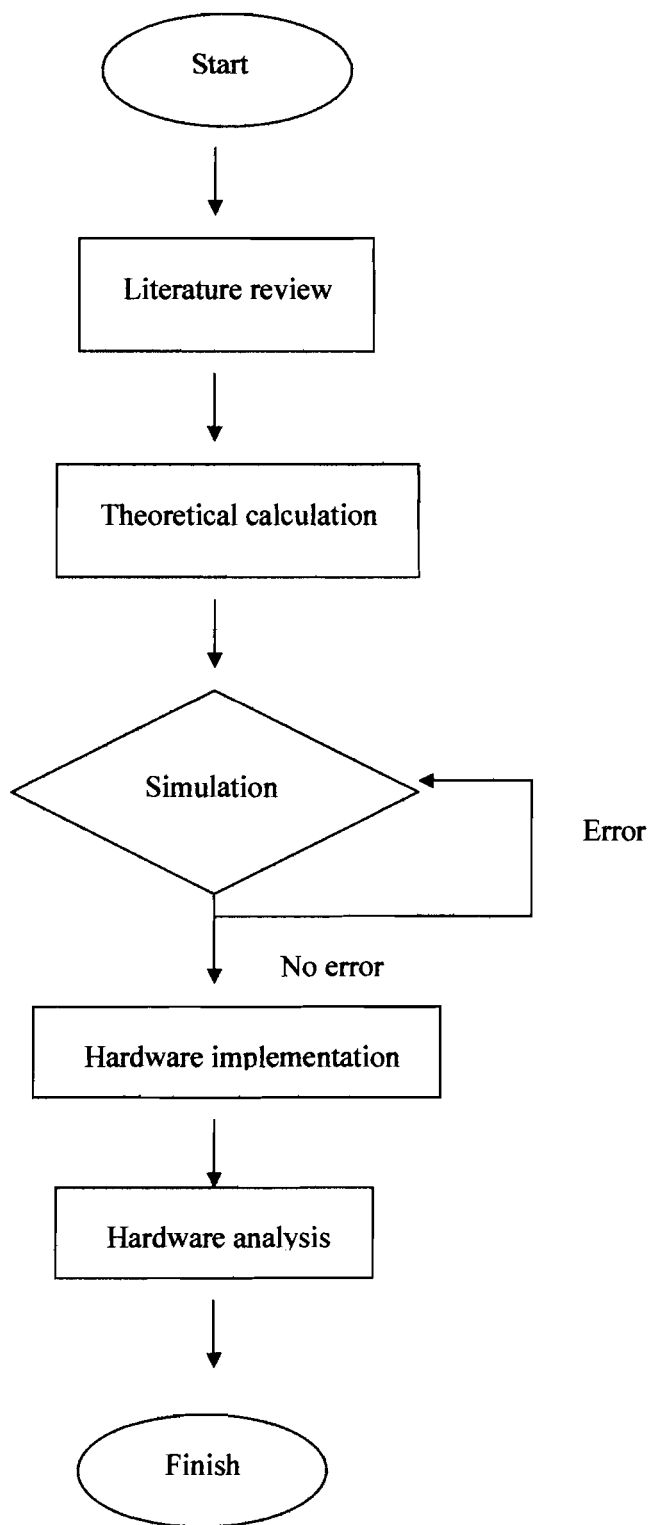 Start
Literature review
Theoretical calculation
Simulation
Error
No error
Hardware implementation
Hardware analysis
Finish